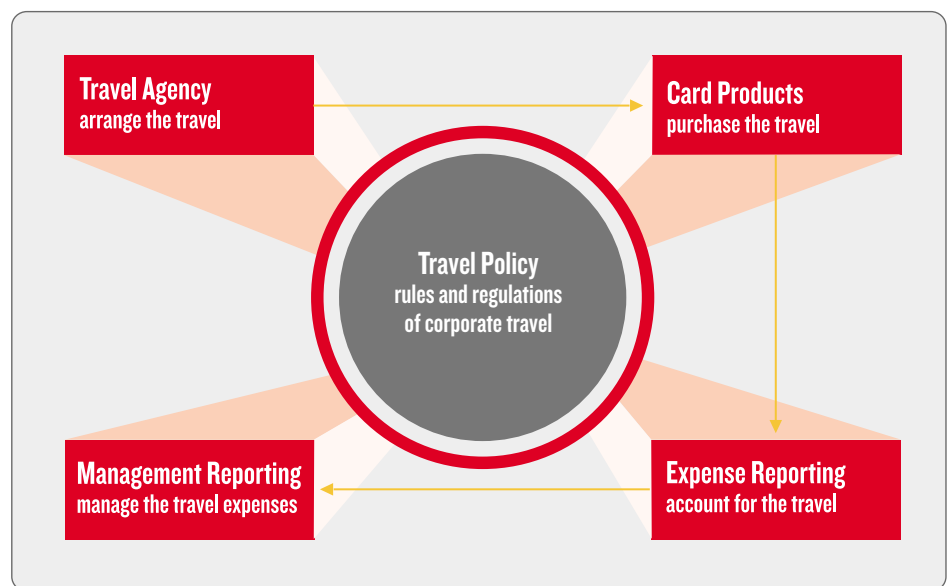 Travel Agency
arrange the travel
Card Products
purchase the travel
Travel Policy
rules and regulations
of corporate travel
Management Reporting
manage the travel expenses
Expense Reporting
account for the travel